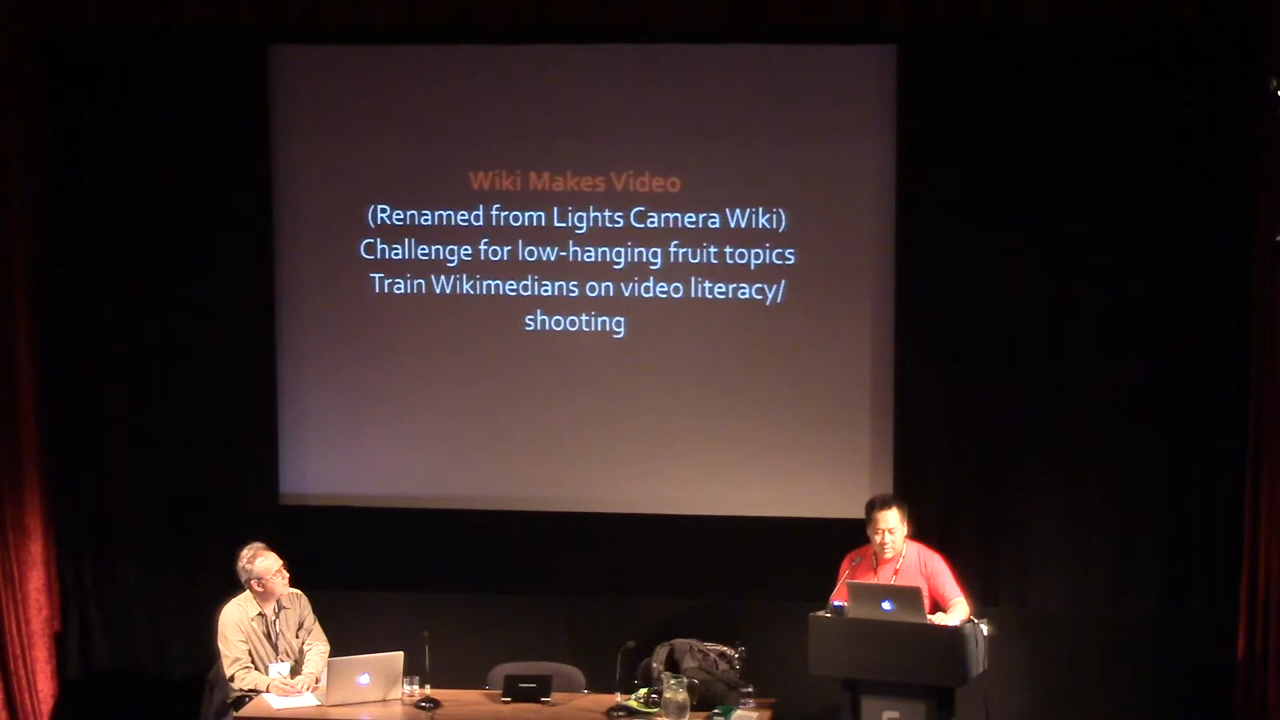 Wiki Makes Video
(Renamed from Lights Camera Wiki)
Challenge for low-hanging fruit topics
Train Wikimedians on video literacy/
shooting